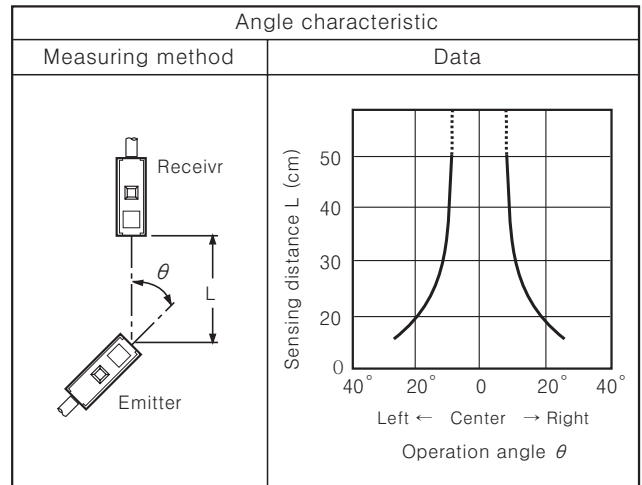 Angle characteristic
Measuring method
Data
Receivr
θ
L
Emitter
Sensing distance L (cm)
50
40
30
20
0
40° 20° 0 20° 40°
Left ← Center → Right
Operation angle θ